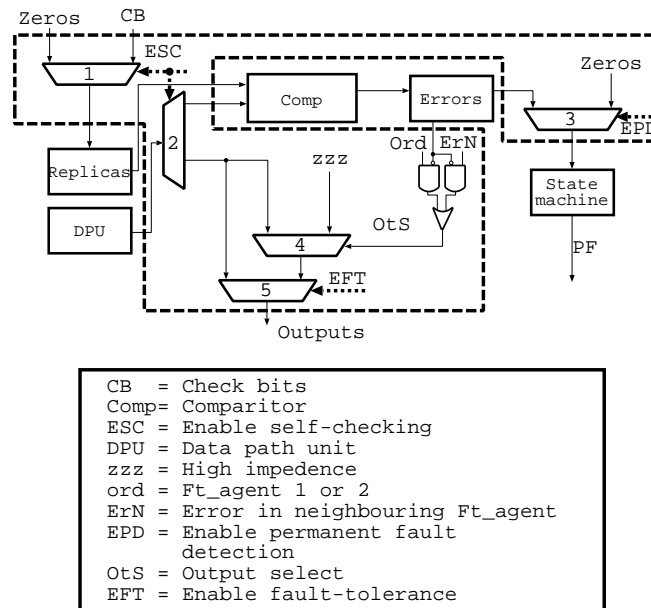 Zeros
CB
ESC
1
Zeros
Comp
Errors
3
EPD
2
Replicas
Ord
ErN
zzz
State
machine
DPU
OtS
4
PF
5
EFT
Outputs
CB = Check bits
Comp= Comparitor
ESC = Enable self-checking
DPU = Data path unit
zzz = High impedence
ord = Ft_agent 1 or 2
ErN = Error in neighbouring Ft_agent
EPD = Enable permanent fault
detection
OtS = Output select
EFT = Enable fault-tolerance